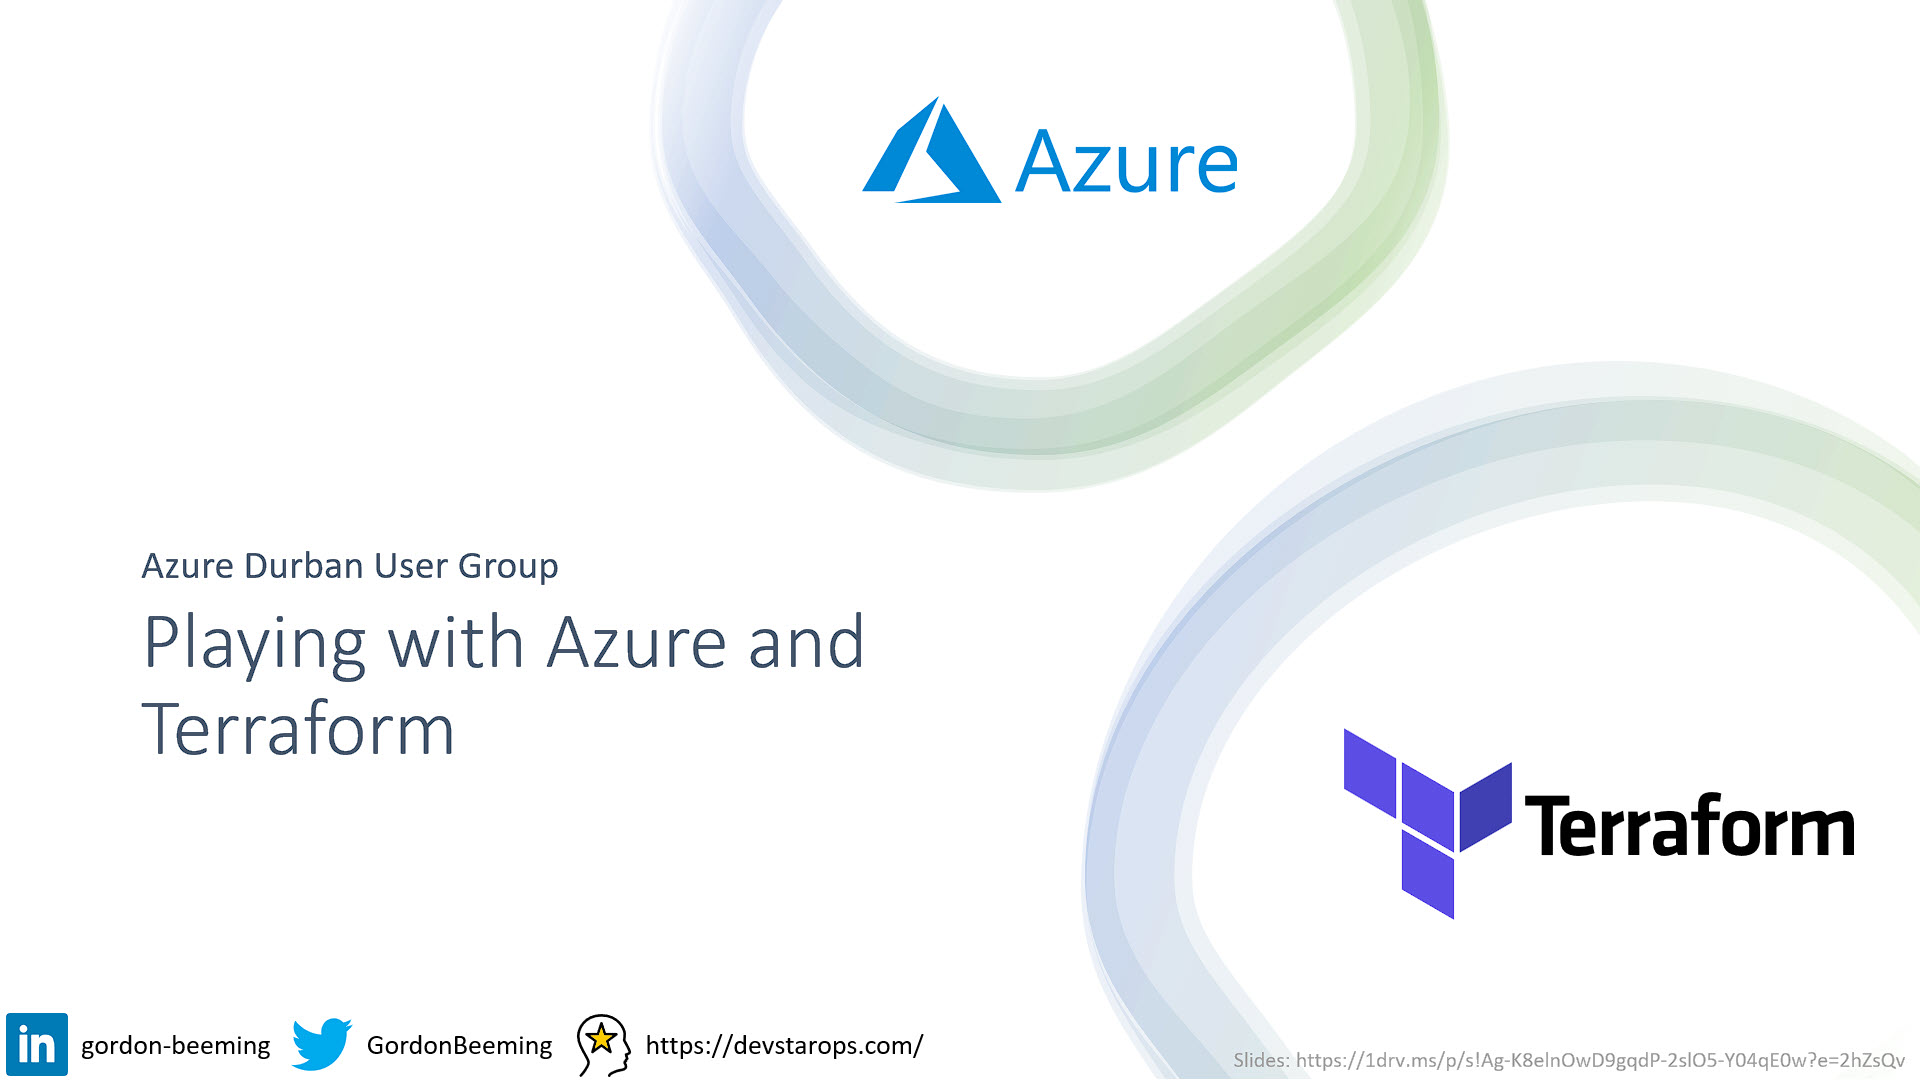 Azure
Azure Durban User Group
Playing with Azure and
Terraform
Terraform
in gordon-beeming GordonBeeming https://devstarops.com/
Slides: https://1drv.ms/p/s!Ag-K8elnOwD9gqdP-2slO5-Y04qE0w?e=2hZsQv